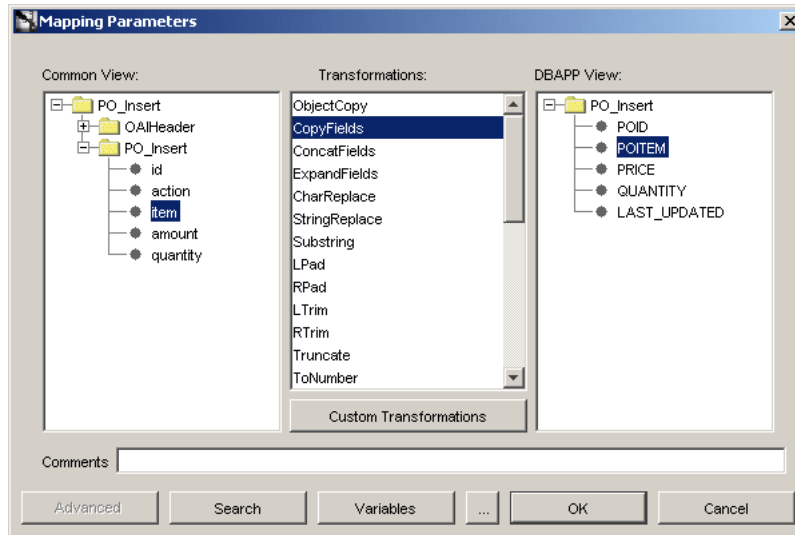 Mapping Parameters
Common View:
PO_Insert
OAIHeader
PO_Insert
id
action
item
amount
quantity
Transformations:
ObjectCopy
CopyFields
ConcatFields
ExpandFields
CharReplace
StringReplace
Substring
LPad
RPad
LTrim
RTrim
Truncate
ToNumber
Custom Transformations
DBAPP View:
PO_Insert
POID
POITEM
PRICE
QUANTITY
LAST_UPDATED
Comments
Advanced
Search
Variables
...
OK
Cancel